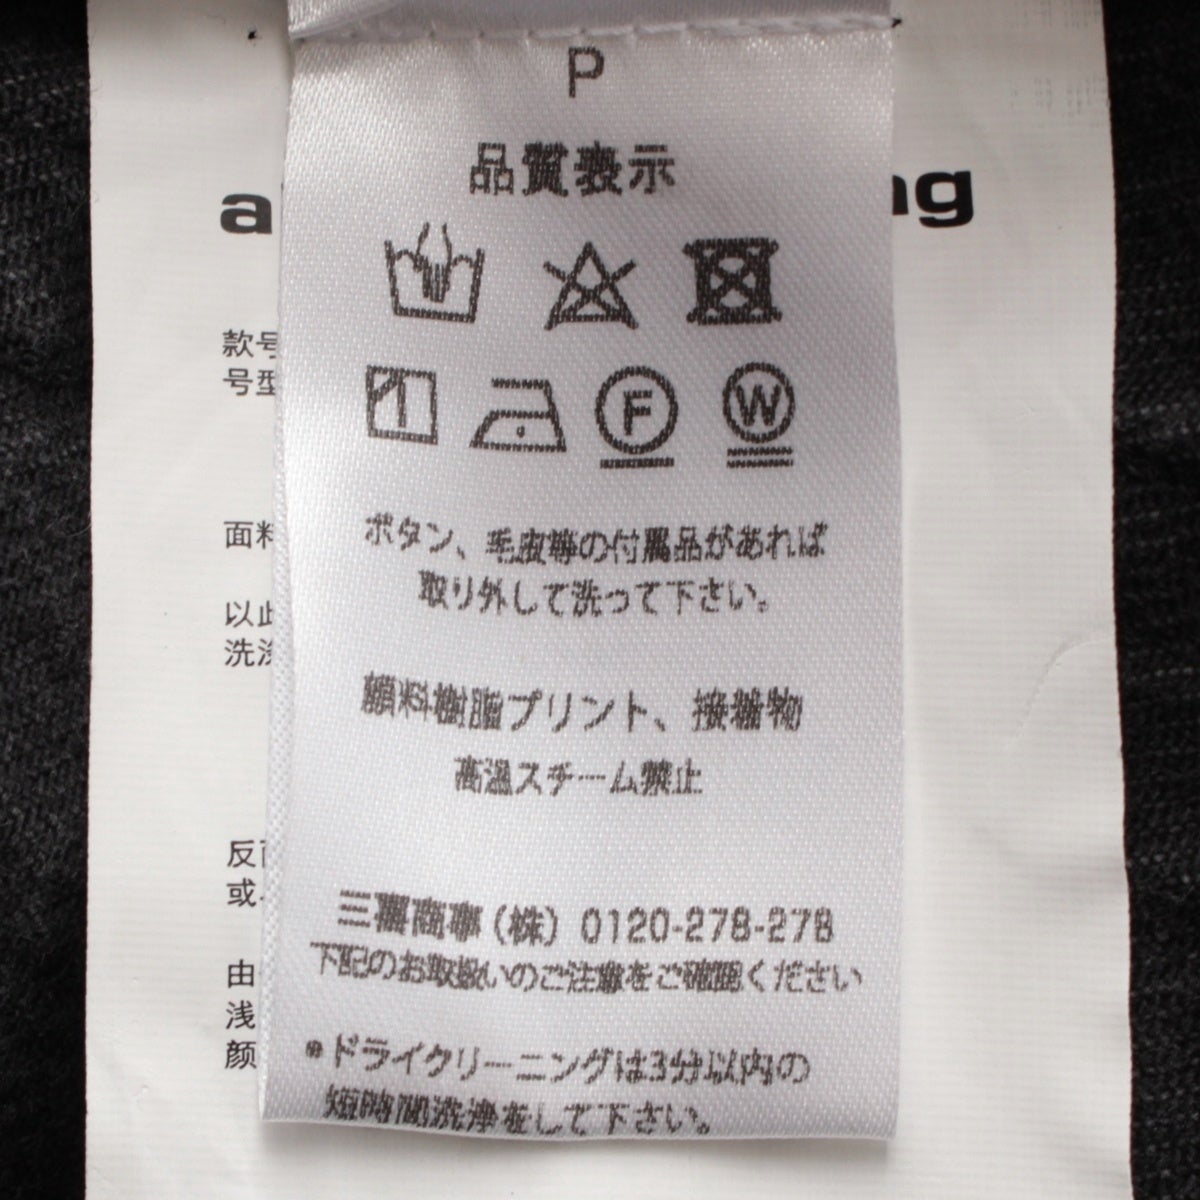 P
品質表示
F
W
ボタン、毛皮等の付属品があれば
取り外して洗って下さい。
顔料樹脂プリント、接着物
高温スチーム禁止
三喜商事(株) 0120-278-278
下記のお取扱いのご注意をご確認ください
*ドライクリーニングは3分以内の
短時間洗浄をして下さい。
a
ng
款号
号型
面料
以此
洗涤
反面
或
由
浅
颜